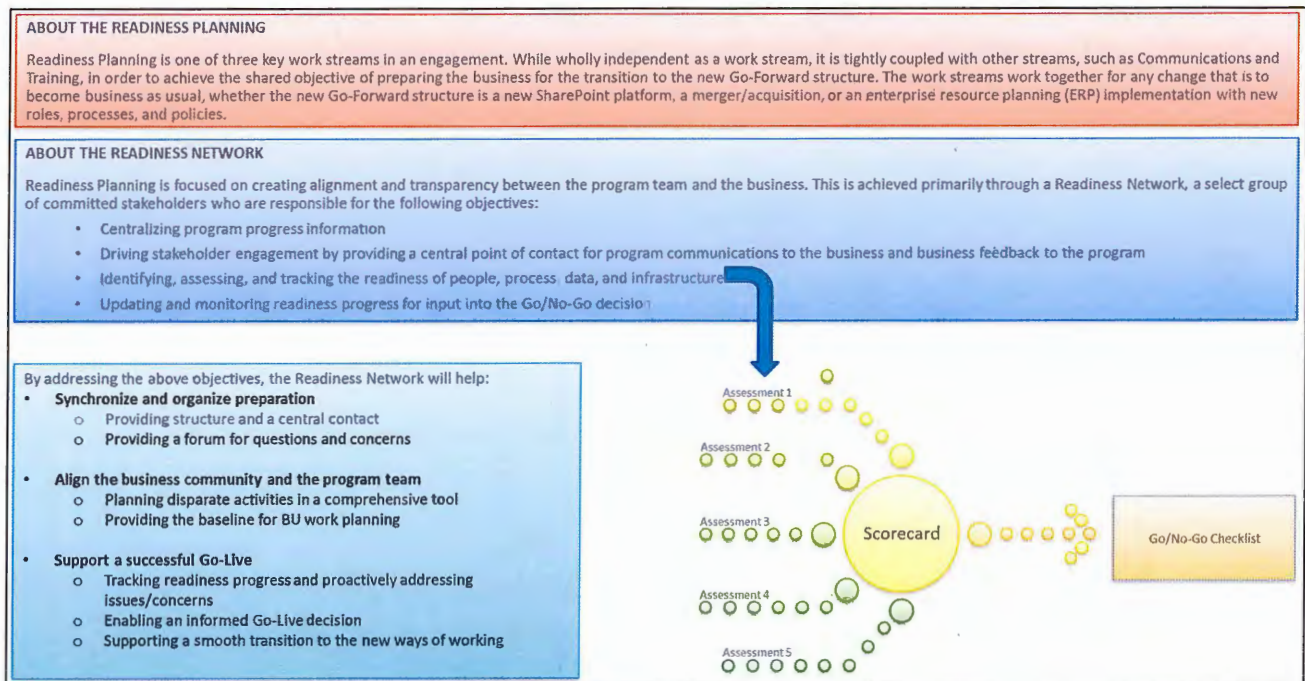 ABOUT THE READINESS PLANNING
Readiness Planning is one of three key work streams in an engagement. While wholly independent as a work stream, it is tightly coupled with other streams, such as Communications and
Training, in order to achieve the shared objective of preparing the business for the transition to the new Go-Forward structure. The work streams work together for any change that is to
become business as usual, whether the new Go-Forward structure is a new SharePoint platform, a merger/acquisition, or an enterprise resource planning (ERP) implementation with new
roles, processes, and policies.
ABOUT THE READINESS NETWORK
Readiness Planning is focused on creating alignment and transparency between the program team and the business. This is achieved primarily through a Readiness Network, a select group
of committed stakeholders who are responsible for the following objectives:
• Centralizing program progress information
• Driving stakeholder engagement by providing a central point of contact for program communications to the business and business feedback to the program
• Identifying, assessing, and tracking the readiness of people, process data, and infrastructure
• Updating and monitoring readiness progress for input into the Go/No-Go decision
By addressing the above objectives, the Readiness Network will help:
• Synchronize and organize preparation
o Providing structure and a central contact
o Providing a forum for questions and concerns
• Align the business community and the program team
o Planning disparate activities in a comprehensive tool
o Providing the baseline for BU work planning
• Support a successful Go-Live
o Tracking readiness progress and proactively addressing
issues/concerns
o Enabling an informed Go-Live decision
o Supporting a smooth transition to the new ways of working
Assessment 1
Assessment 2
Assessment 3
Assessment 4
Assessment 5
Scorecard
Go/No-Go Checklist